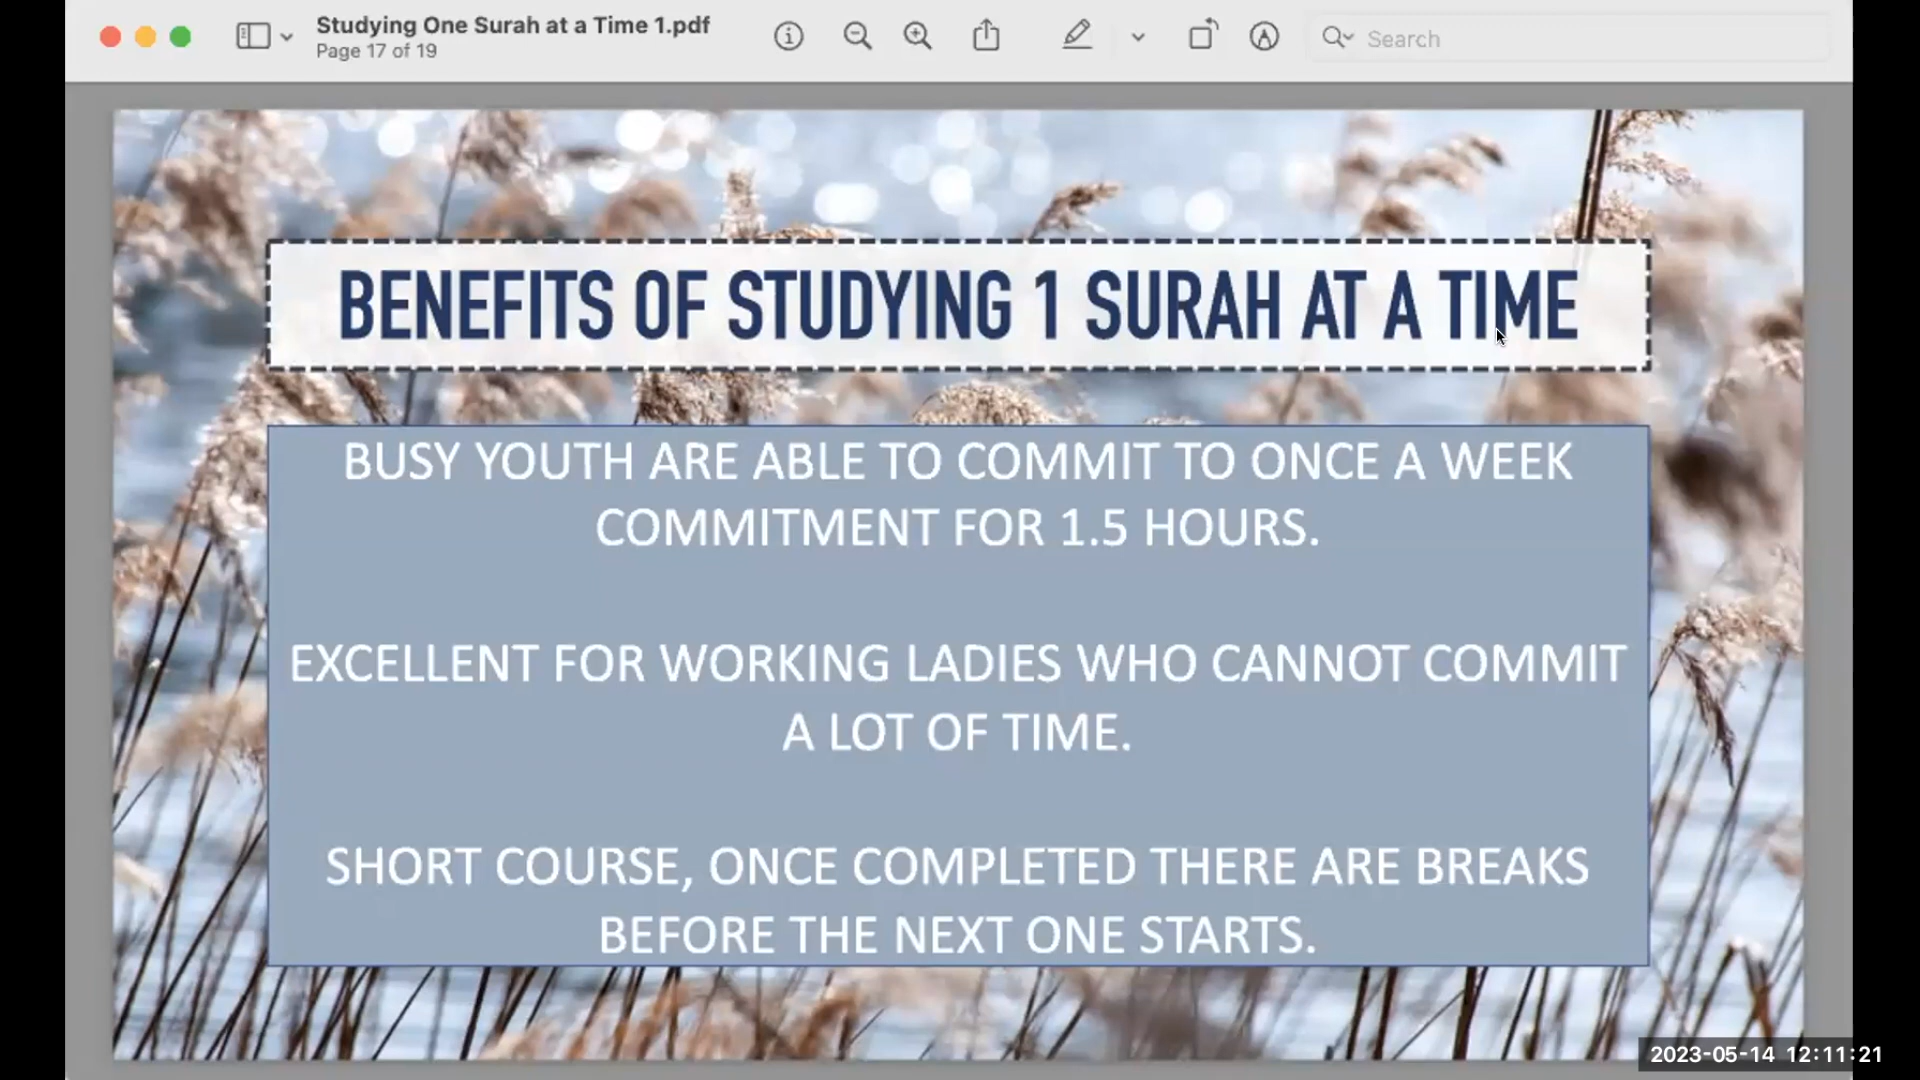 Studying One Surah at a Time 1.pdf
Page 17 of 19
Search
BENEFITS OF STUDYING 1 SURAH AT A TIME
BUSY YOUTH ARE ABLE TO COMMIT TO ONCE A WEEK
COMMITMENT FOR 1.5 HOURS.
EXCELLENT FOR WORKING LADIES WHO CANNOT COMMIT
A LOT OF TIME.
SHORT COURSE, ONCE COMPLETED THERE ARE BREAKS
BEFORE THE NEXT ONE STARTS.
2023-05-14 12:11:21